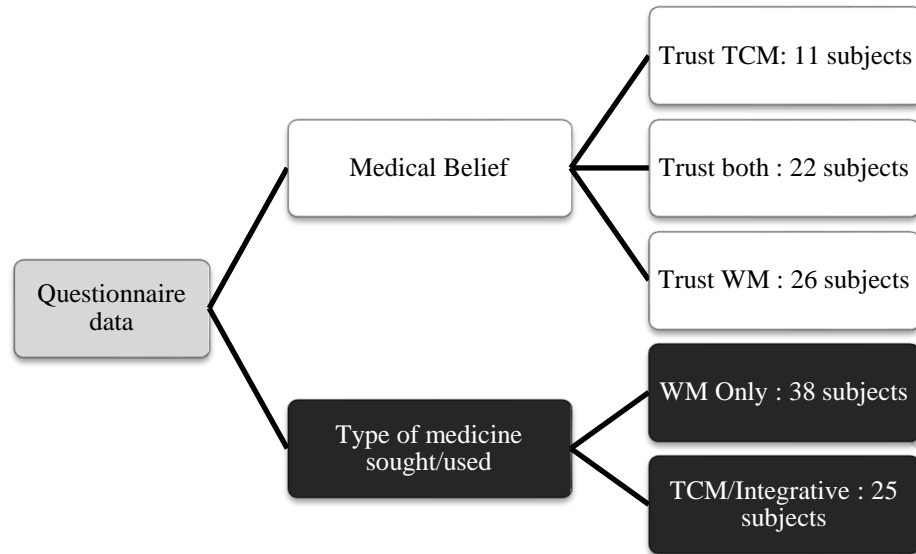 Questionnaire
data
Medical Belief
Trust TCM: 11 subjects
Trust both : 22 subjects
Trust WM : 26 subjects
Type of medicine
sought/used
WM Only : 38 subjects
TCM/Integrative : 25
subjects